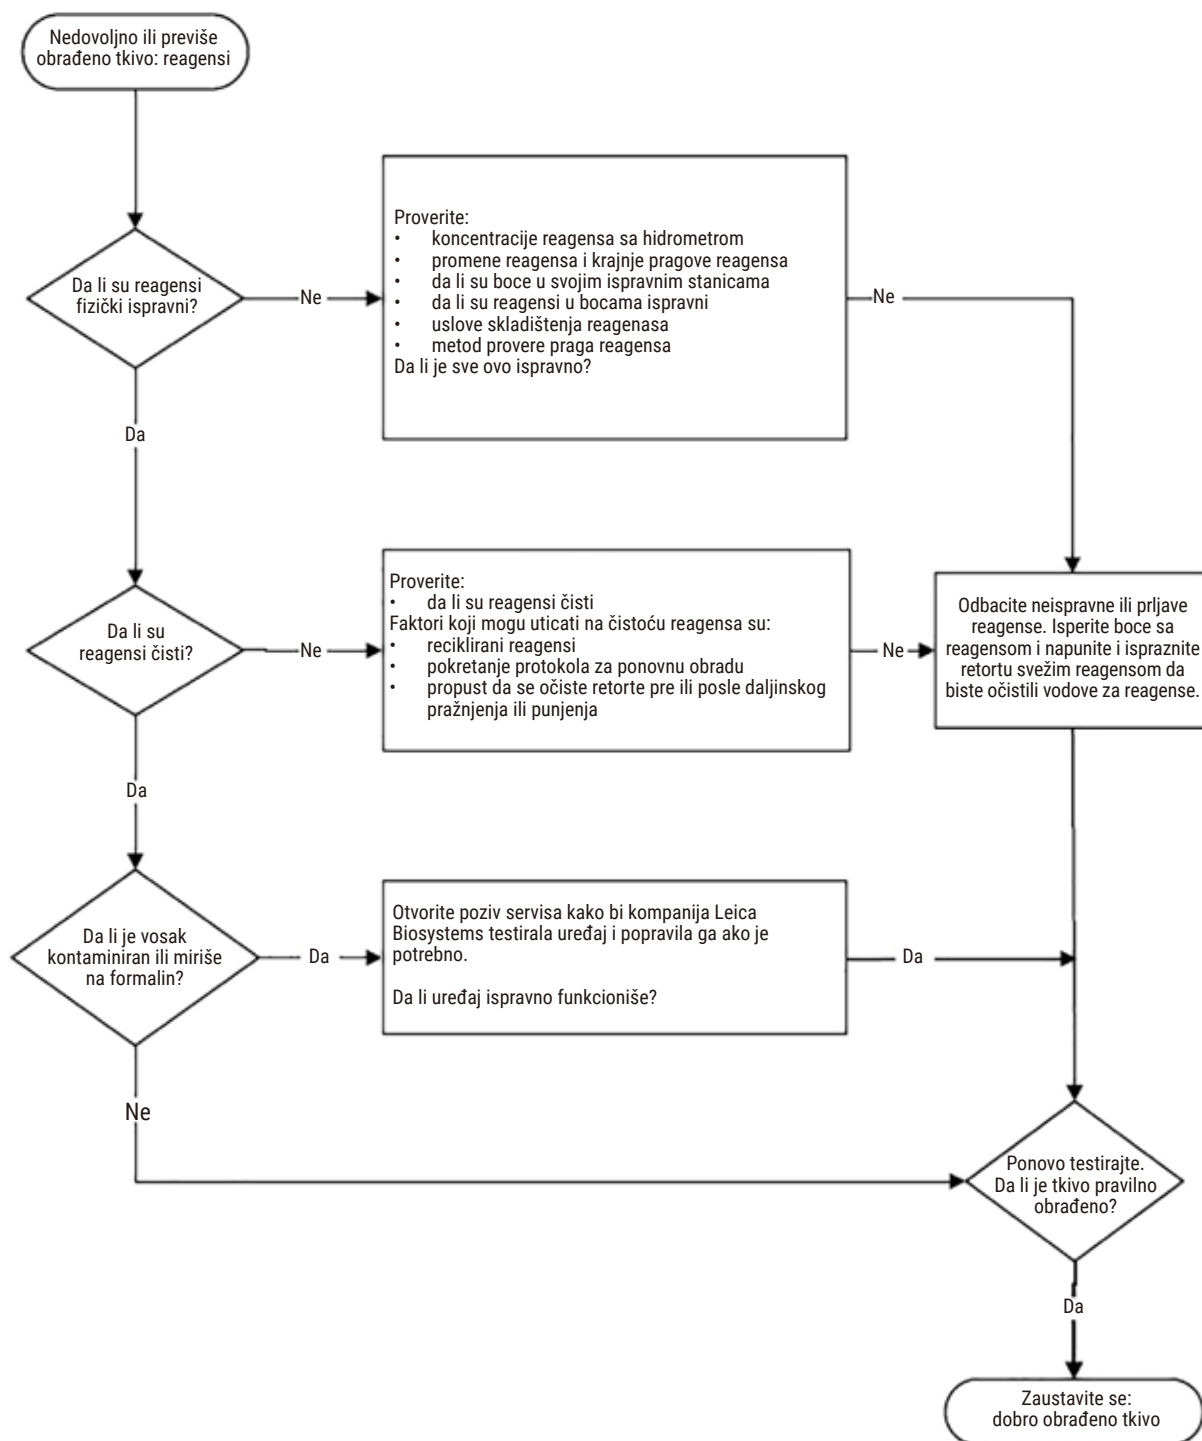 Nedovoljno ili previše
obrađeno tkivo: reagensi
Proverite:
• koncentracije reagensa sa hidrometrom
• promene reagensa i krajnje pragove reagensa
• da li su boce u svojim ispravnim stanicama
• da li su reagensi u bocama ispravni
• uslove skladištenja reagenasa
• metod provere praga reagensa
Da li je sve ovo ispravno?
Da li su reagensi
fizički ispravni?
Ne
Ne
Da
Proverite:
• da li su reagensi čisti
Faktori koji mogu uticati na čistoću reagensa su:
• reciklirani reagensi
• pokretanje protokola za ponovnu obradu
• propust da se očiste retorte pre ili posle daljinskog
pražnjenja ili punjenja
Da li su
reagensi čisti?
Ne
Ne
Odbacite neispravne ili prljave
reagense. Isperite boce sa
reagensom i napunite i ispraznite
retortu svežim reagensom da
biste očistili vodove za reagense.
Da
Da li je vosak
kontaminiran ili miriše
na formalin?
Da
Otvorite poziv servisa kako bi kompanija Leica
Biosystems testirala uređaj i popravila ga ako je
potrebno.
Da li uređaj ispravno funkcioniše?
Da
Ne
Ponovo testirajte.
Da li je tkivo pravilno
obrađeno?
Da
Zaustavite se:
dobro obrađeno tkivo